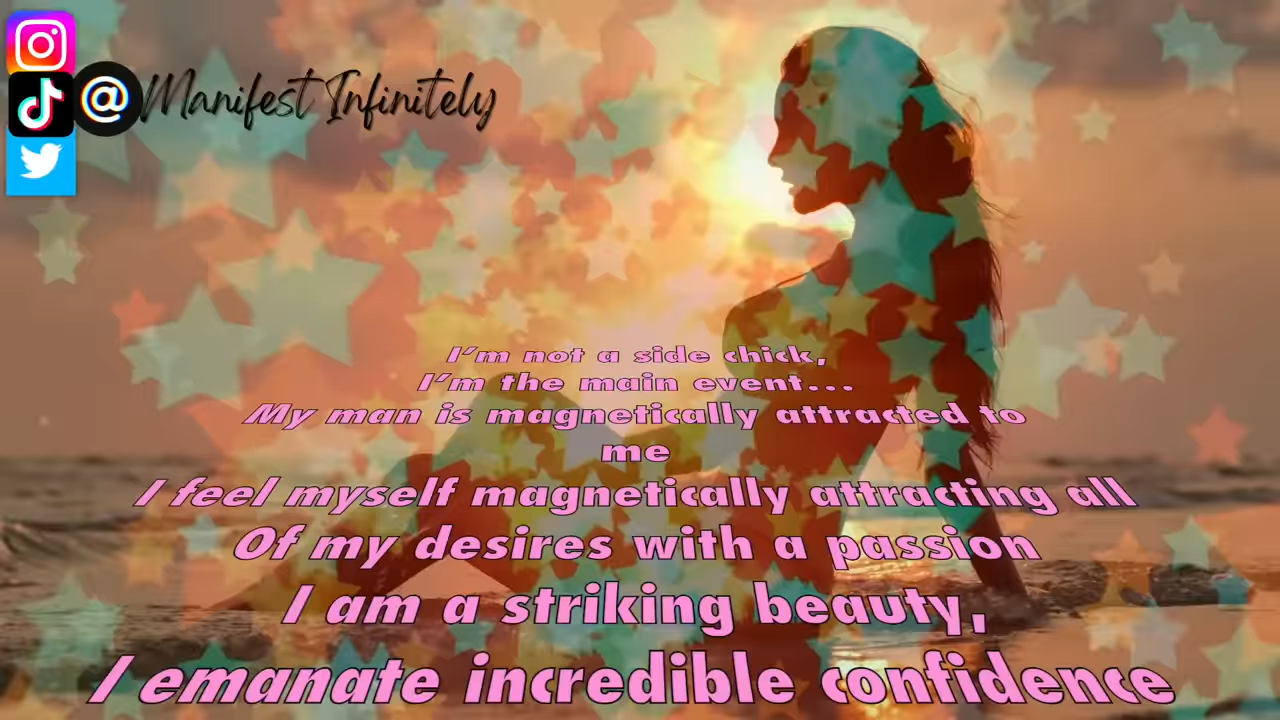 @Manifest Infinitely
I'm not a side chick,
I'm the main event...
My man is magnetically attracted to
me
I feel myself magnetically attracting all
Of my desires with a passion
I am a striking beauty,
I emanate incredible confidence